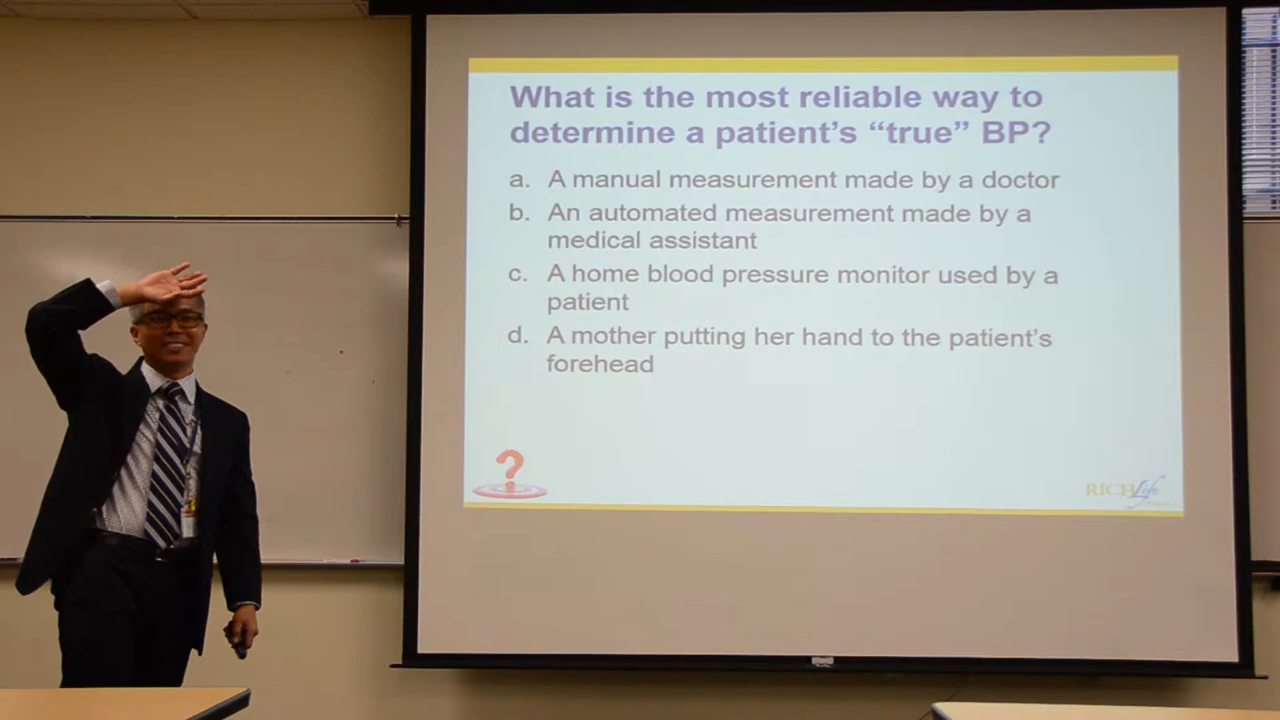 What is the most reliable way to
determine a patient's “true” BP?
a. A manual measurement made by a doctor
b. An automated measurement made by a
medical assistant
c. A home blood pressure monitor used by a
patient
d. A mother putting her hand to the patient's
forehead
?
RICHLife